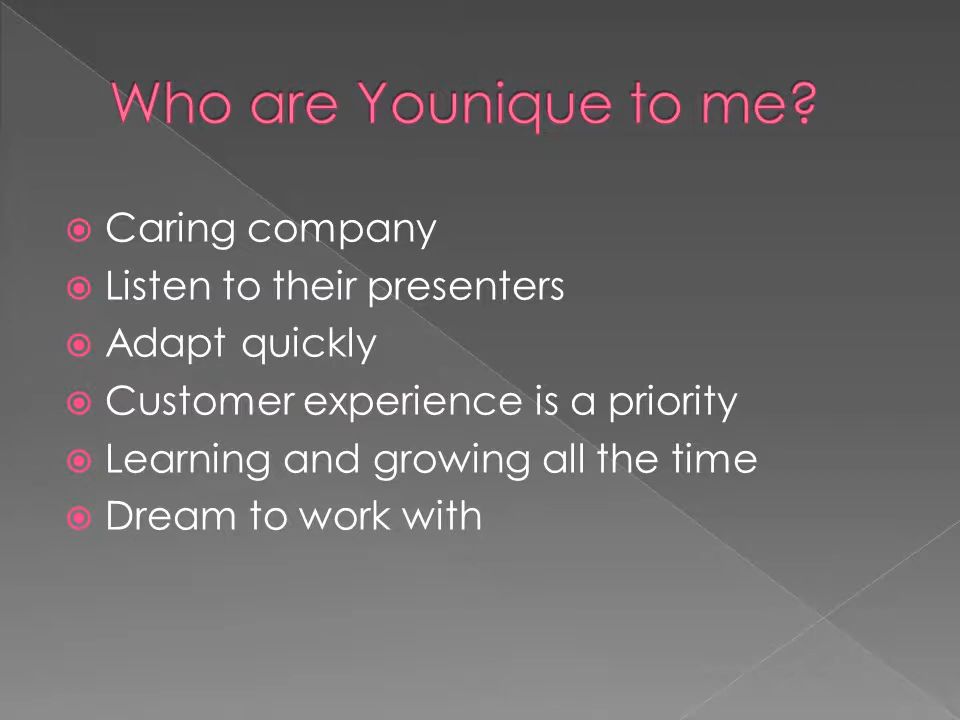 Who are Younique to me?
Caring company
Listen to their presenters
Adapt quickly
Customer experience is a priority
Learning and growing all the time
Dream to work with